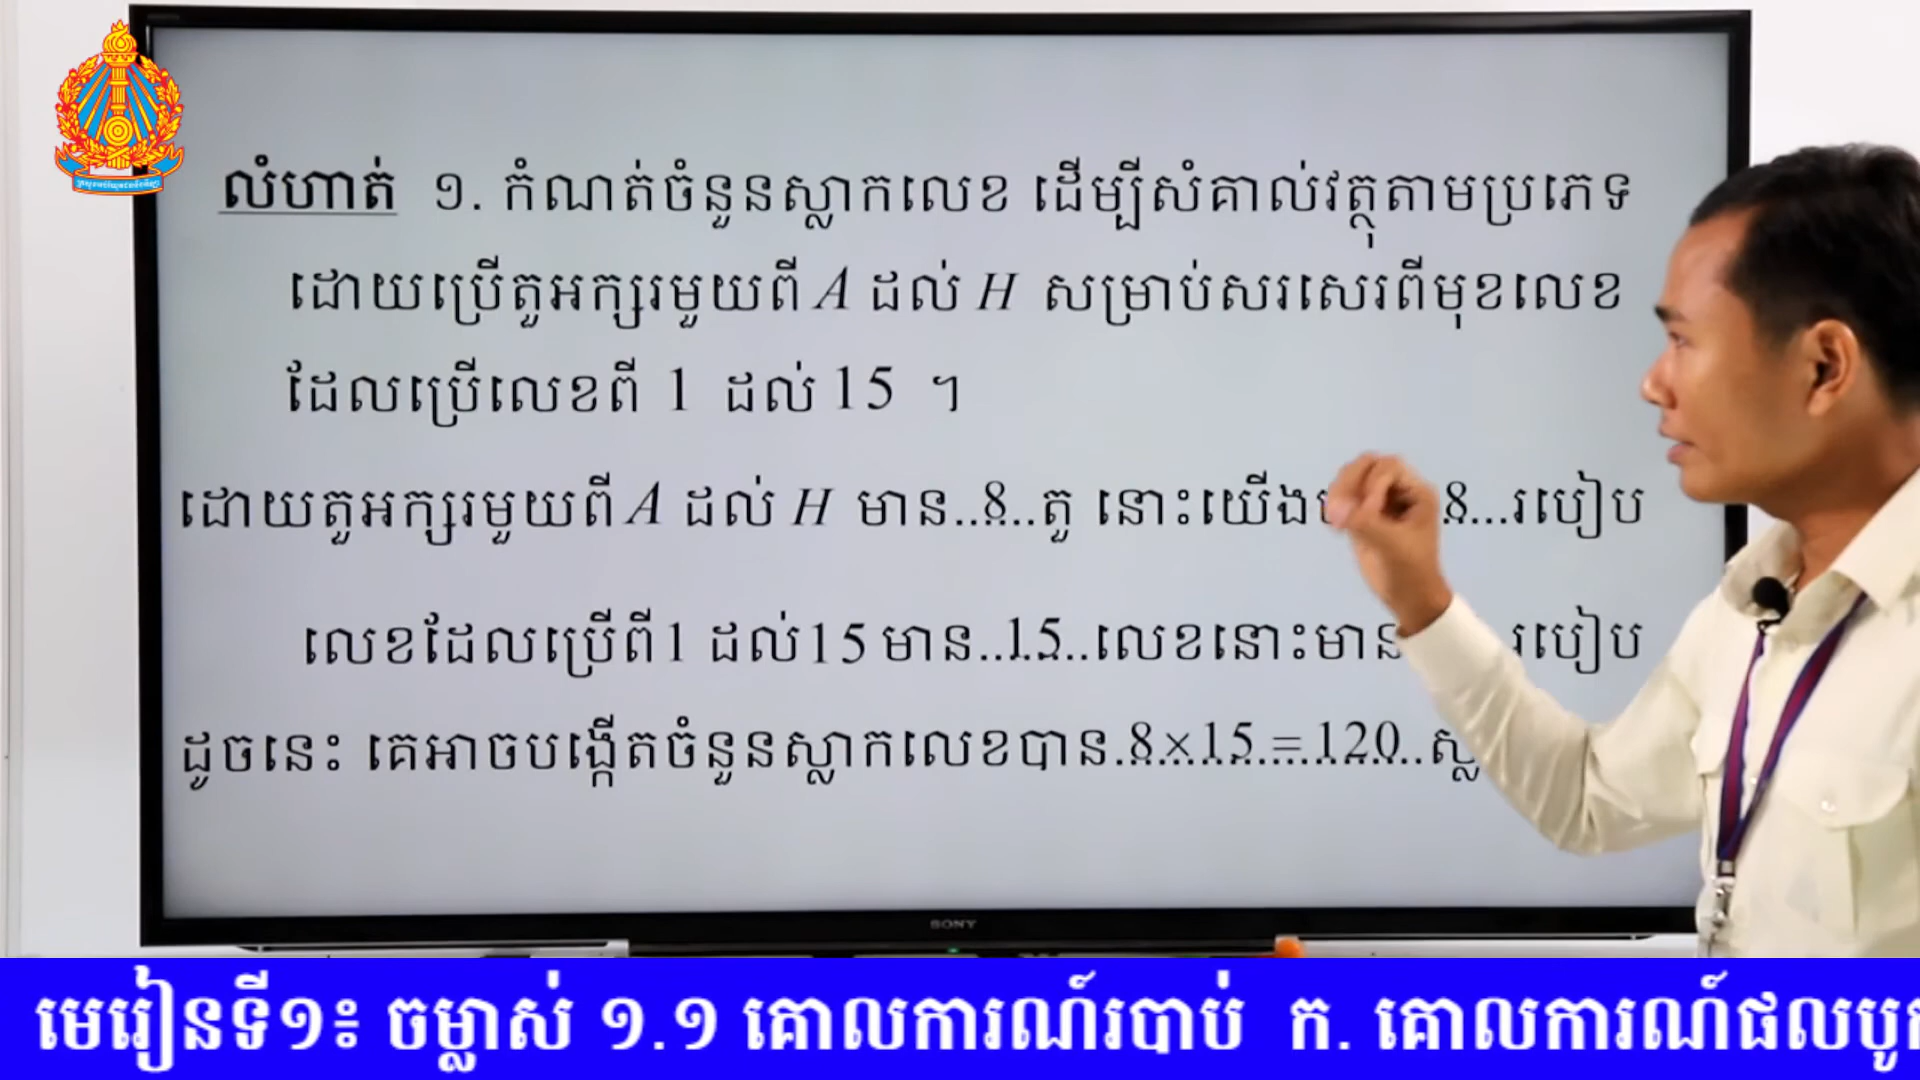 លំហាត់ ១. កំណត់ចំនួនស្លាកលេខ ដើម្បីសំគាល់វត្ថុតាមប្រភេទ
ដោយប្រើតួអក្សរមួយពី A ដល់ H សម្រាប់សរសេរពីមុខលេខ
ដែលប្រើលេខពី 1 ដល់ 15 ។
ដោយតួអក្សរមួយពី A ដល់ H មាន..8..តួ នោះយើង 8...របៀប
លេខដែលប្រើពី 1 ដល់ 15 មាន..15..លេខនោះមាន របៀប
ដូចនេះ គេអាចបង្កើតចំនួនស្លាកលេខបាន.8×15=120..
SONY
មេរៀនទី១៖ ចម្លាស់ ១.១ គោលការណ៍របាប់ ក. គោលការណ៍ផលបូក